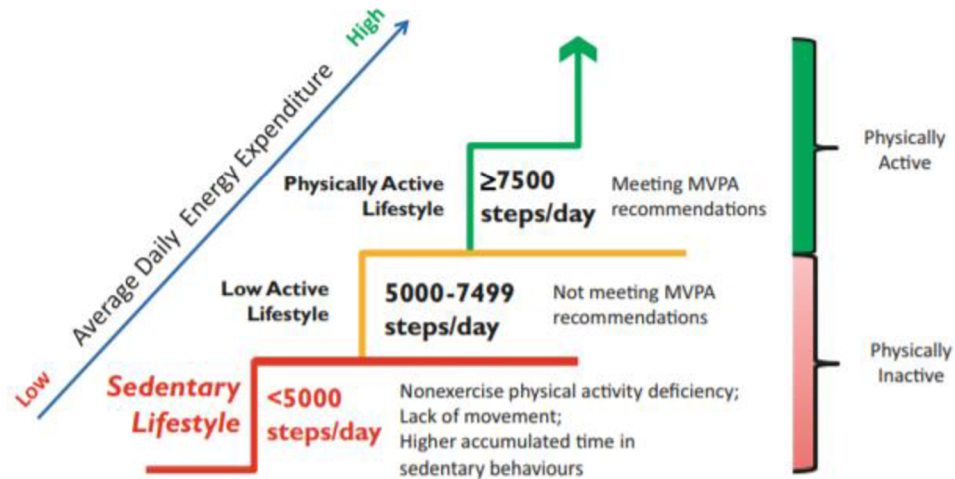 High
Average Daily Energy Expenditure
Low
Physically Active
Lifestyle
≥7500
steps/day
Meeting MVPA
recommendations
Low Active
Lifestyle
5000-7499
steps/day
Not meeting MVPA
recommendations
Sedentary
Lifestyle
<5000
steps/day
Nonexercise physical activity deficiency;
Lack of movement;
Higher accumulated time in
sedentary behaviours
Physically
Active
Physically
Inactive